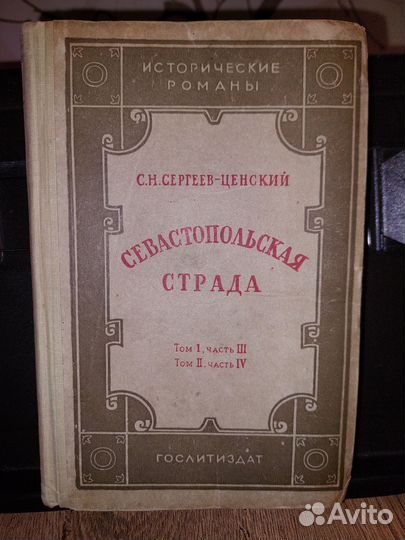 ИСТОРИЧЕСКИЕ
РОМАНЫ
С.Н.СЕРГЕЕВ-ЦЕНСКИЙ
СЕВАСТОПОЛЬСКАЯ
СТРАДА
Том I, часть III
Том II, часть IV
ГОСЛИТИЗДАТ
Avito